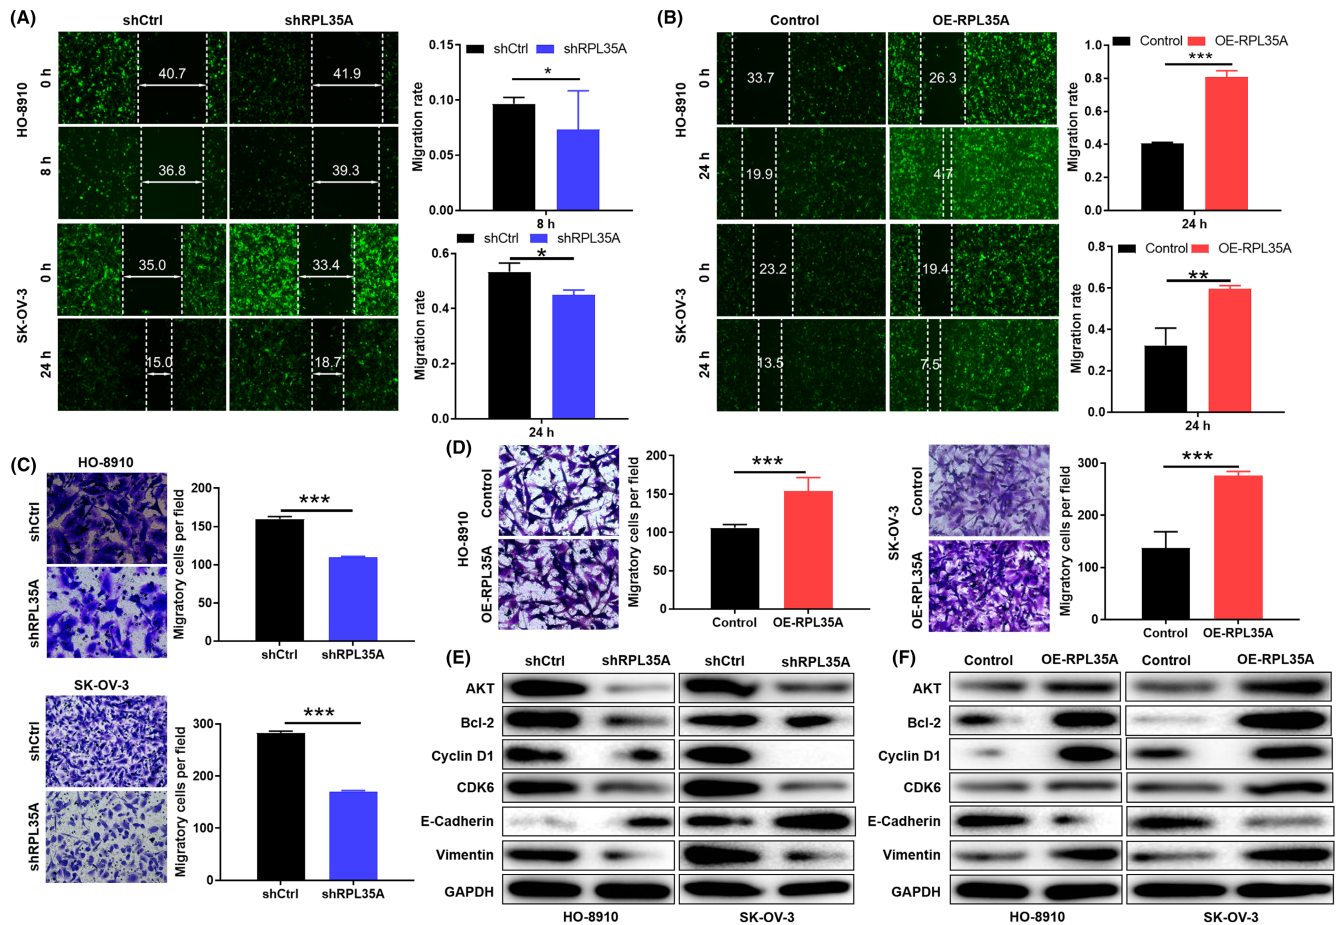 (A)
shCtrl
shRPL35A
HO-8910
0 h
40.7
41.9
8 h
36.8
39.3
SK-OV-3
0 h
35.0
33.4
24 h
15.0
18.7
shCtrl shRPL35A
Migration rate
0.15
0.10
0.05
0.00
*
8 h
shCtrl shRPL35A
Migration rate
0.6
0.4
0.2
0.0
*
24 h
(B)
Control
OE-RPL35A
HO-8910
0 h
33.7
26.3
24 h
19.9
4.7
SK-OV-3
0 h
23.2
19.4
24 h
13.5
7.5
Control OE-RPL35A
Migration rate
1.0
0.8
0.6
0.4
0.2
0.0
***
24 h
Control OE-RPL35A
Migration rate
0.8
0.6
0.4
0.2
0.0
**
24 h
(C)
HO-8910
shCtrl
shRPL35A
Migratory cells per field
200
150
100
50
0
***
shCtrl shRPL35A
SK-OV-3
shCtrl
shRPL35A
Migratory cells per field
300
200
100
0
***
shCtrl shRPL35A
(D)
HO-8910
Control
OE-RPL35A
Migratory cells per field
200
150
100
50
0
***
Control OE-RPL35A
SK-OV-3
Control
OE-RPL35A
Migratory cells per field
300
200
100
0
***
Control OE-RPL35A
(E)
shCtrl shRPL35A shCtrl shRPL35A
AKT
Bcl-2
Cyclin D1
CDK6
E-Cadherin
Vimentin
GAPDH
HO-8910 SK-OV-3
(F)
Control OE-RPL35A Control OE-RPL35A
AKT
Bcl-2
Cyclin D1
CDK6
E-Cadherin
Vimentin
GAPDH
HO-8910 SK-OV-3